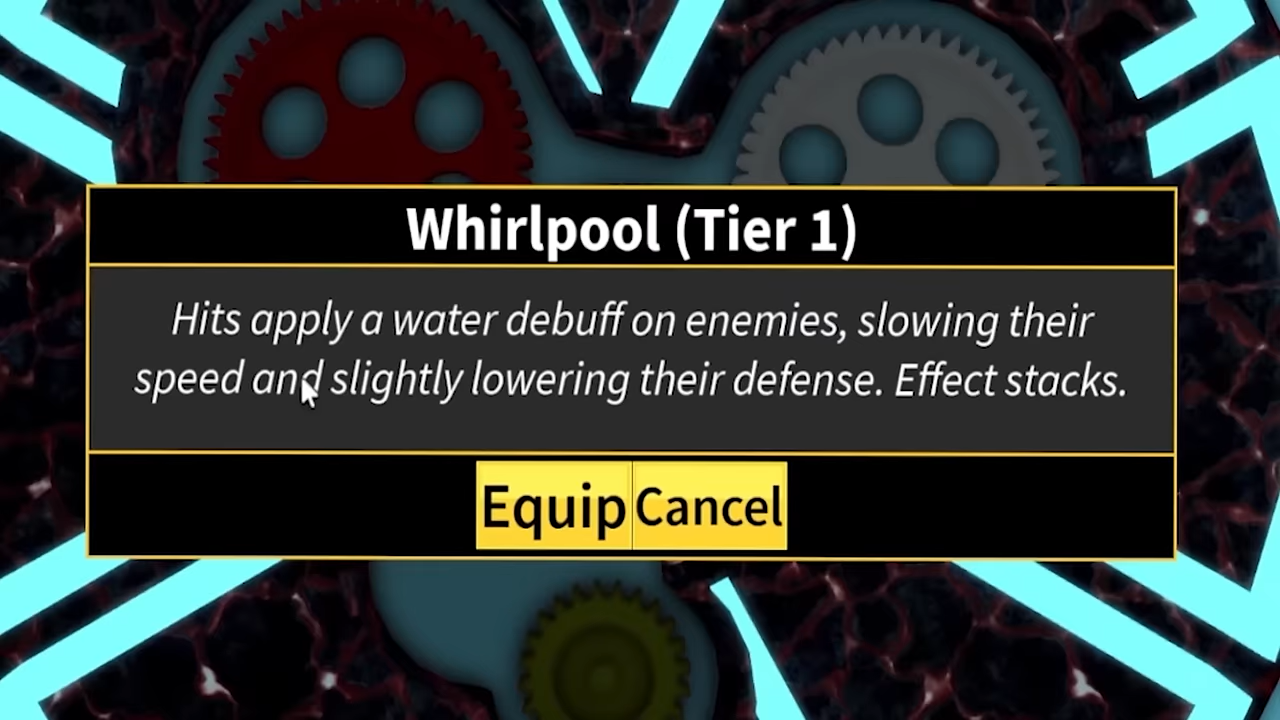 Whirlpool (Tier 1)
Hits apply a water debuff on enemies, slowing their
speed and slightly lowering their defense. Effect stacks.
Equip Cancel